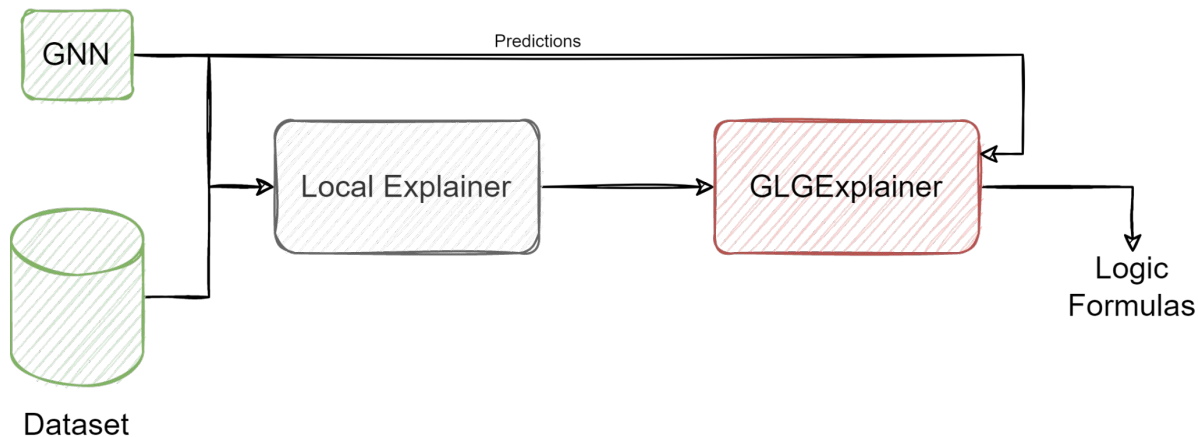 GNN
Predictions
Local Explainer
GLGExplainer
Logic
Formulas
Dataset